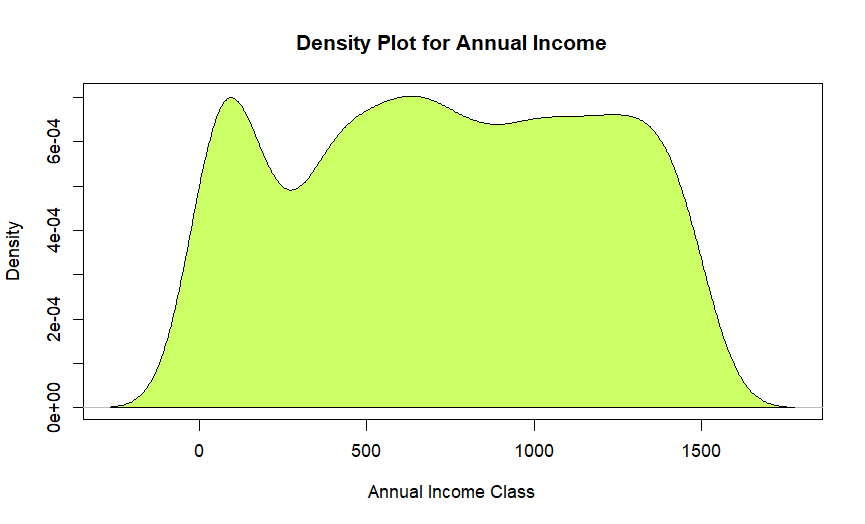 Density Plot for Annual Income
Density
6e-04
4e-04
2e-04
0e+00
0 500 1000 1500
Annual Income Class